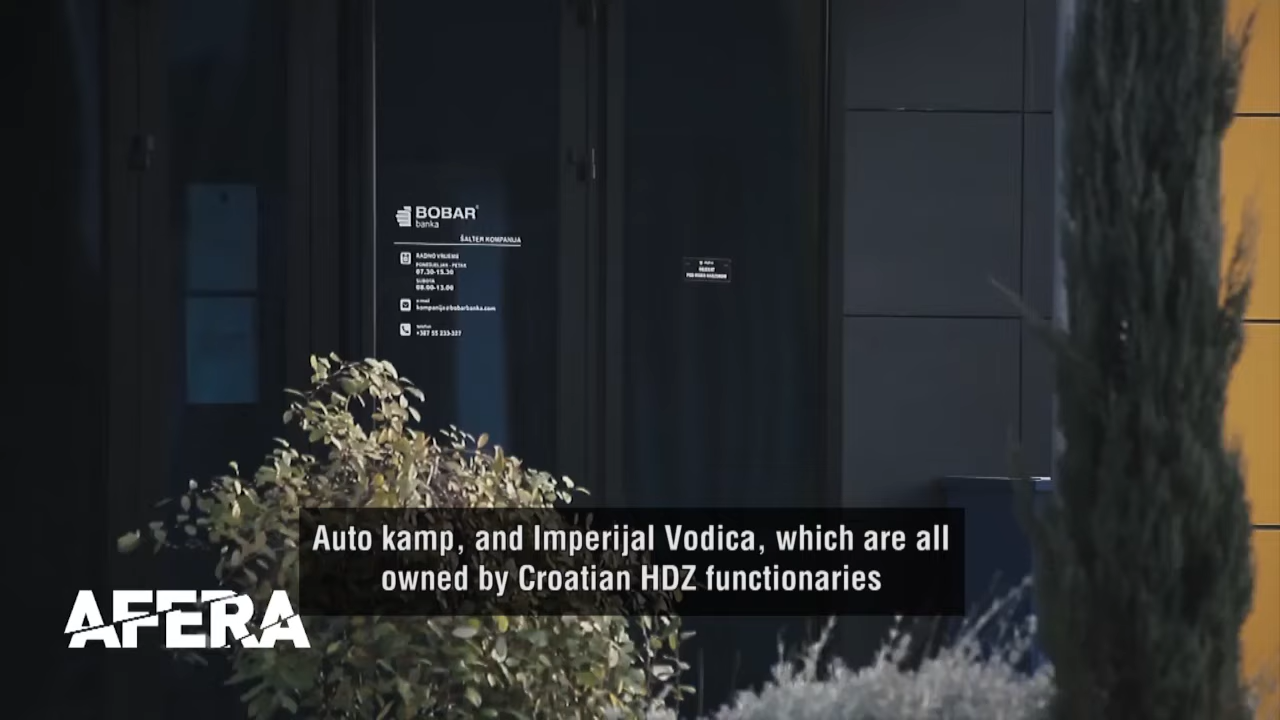 BOBAR
banka
ŠALTER KOMPANIJA
RADNO VRIJEME
PONEDJELJAK - PETAK
07.30-15.30
SUBOTA
08.00-13.00
e-mail
kompanije@bobarbanka.com
telefon
+387 55 233-327
Auto kamp, and Imperijal Vodica, which are all
owned by Croatian HDZ functionaries
AFERA